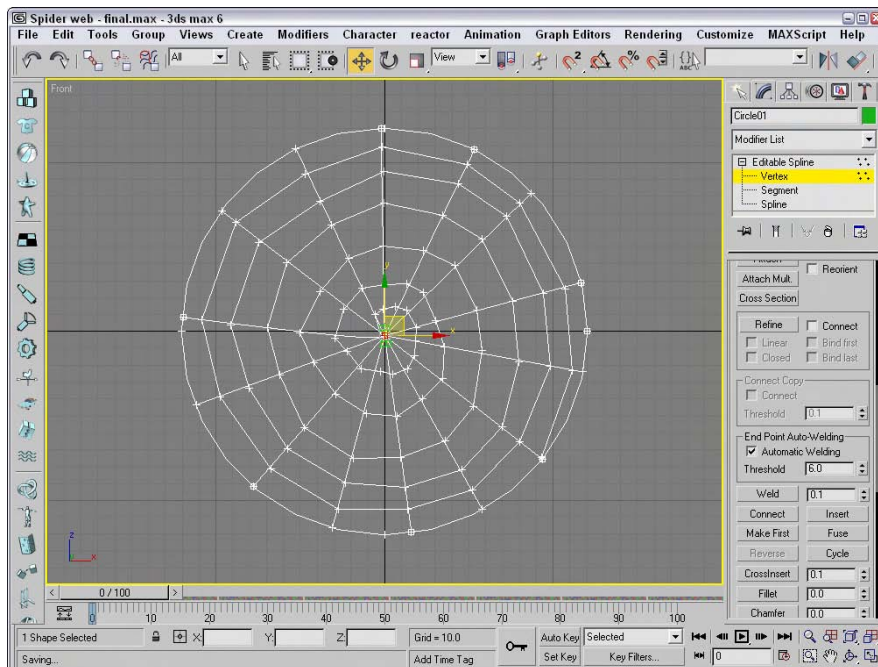 Spider web - final.max - 3ds max 6
File Edit Tools Group Views Create Modifiers Character reactor Animation Graph Editors Rendering Customize MAXScript Help
All
View
ABC
Front
Circle01
Modifier List
Editable Spline
Vertex
Segment
Spline
Reorient
Attach Mult.
Cross Section
Refine Connect
Linear Bind first
Closed Bind last
Connect Copy
Connect
Threshold 0.1
End Point Auto-Welding
Automatic Welding
Threshold 6.0
Weld 0.1
Connect Insert
Make First Fuse
Reverse Cycle
CrossInsert 0.1
Fillet 0.0
Chamfer 0.0
y
x
z
x
0 / 100
0 10 20 30 40 50 60 70 80 90 100
1 Shape Selected X: Y: Z: Grid = 10.0 Auto Key Selected
Saving... Add Time Tag Set Key Key Filters... 0